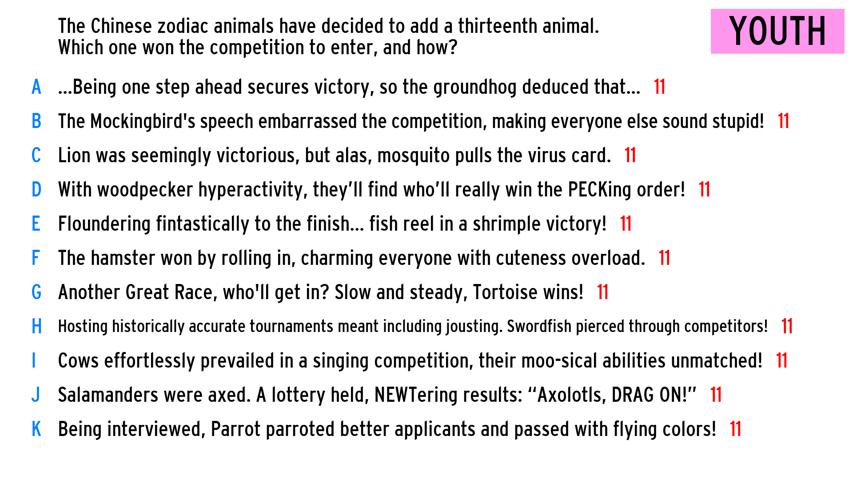 The Chinese zodiac animals have decided to add a thirteenth animal.
Which one won the competition to enter, and how?
YOUTH
A ...Being one step ahead secures victory, so the groundhog deduced that... 11
B The Mockingbird's speech embarrassed the competition, making everyone else sound stupid! 11
C Lion was seemingly victorious, but alas, mosquito pulls the virus card. 11
D With woodpecker hyperactivity, they’ll find who’ll really win the PECKing order! 11
E Floundering fintastically to the finish... fish reel in a shrimple victory! 11
F The hamster won by rolling in, charming everyone with cuteness overload. 11
G Another Great Race, who'll get in? Slow and steady, Tortoise wins! 11
H Hosting historically accurate tournaments meant including jousting. Swordfish pierced through competitors! 11
I Cows effortlessly prevailed in a singing competition, their moo-sical abilities unmatched! 11
J Salamanders were axed. A lottery held, NEWTering results: “Axolotls, DRAG ON!” 11
K Being interviewed, Parrot parroted better applicants and passed with flying colors! 11